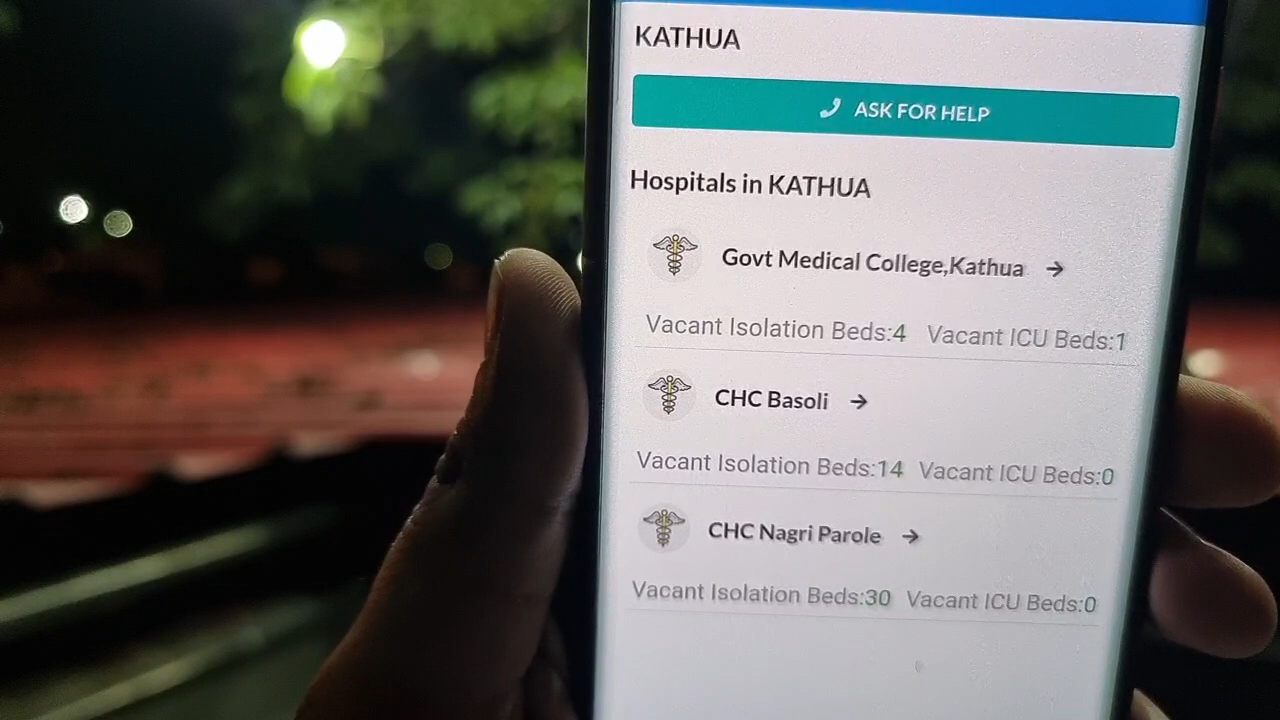 KATHUA
ASK FOR HELP
Hospitals in KATHUA
Govt Medical College,Kathua →
Vacant Isolation Beds:4 Vacant ICU Beds:1
CHC Basoli →
Vacant Isolation Beds:14 Vacant ICU Beds:0
CHC Nagri Parole →
Vacant Isolation Beds:30 Vacant ICU Beds:0